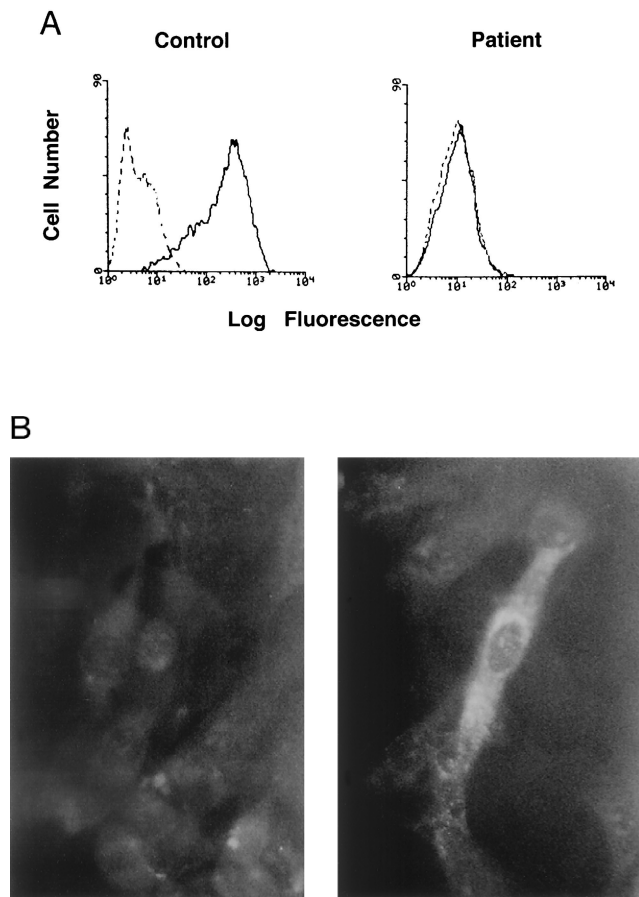 A
Control
Patient
Cell Number
90
0
10⁰ 10¹ 10² 10³ 10⁴
90
0
10⁰ 10¹ 10² 10³ 10⁴
Log Fluorescence
B